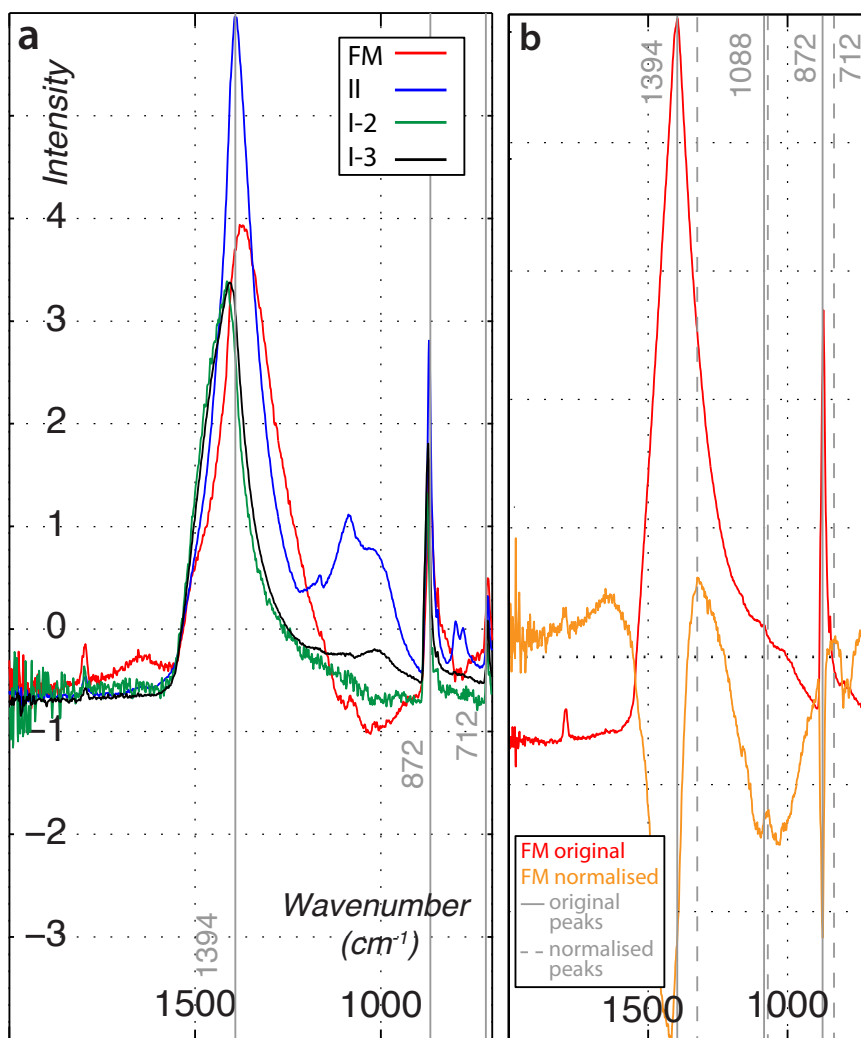 a
Intensity
FM
II
I-2
I-3
4
3
2
1
0
−1
−2
−3
872
712
1394
Wavenumber
(cm-1)
1500
1000
b
1394
1088
872
712
FM original
FM normalised
original
peaks
normalised
peaks
1500
1000